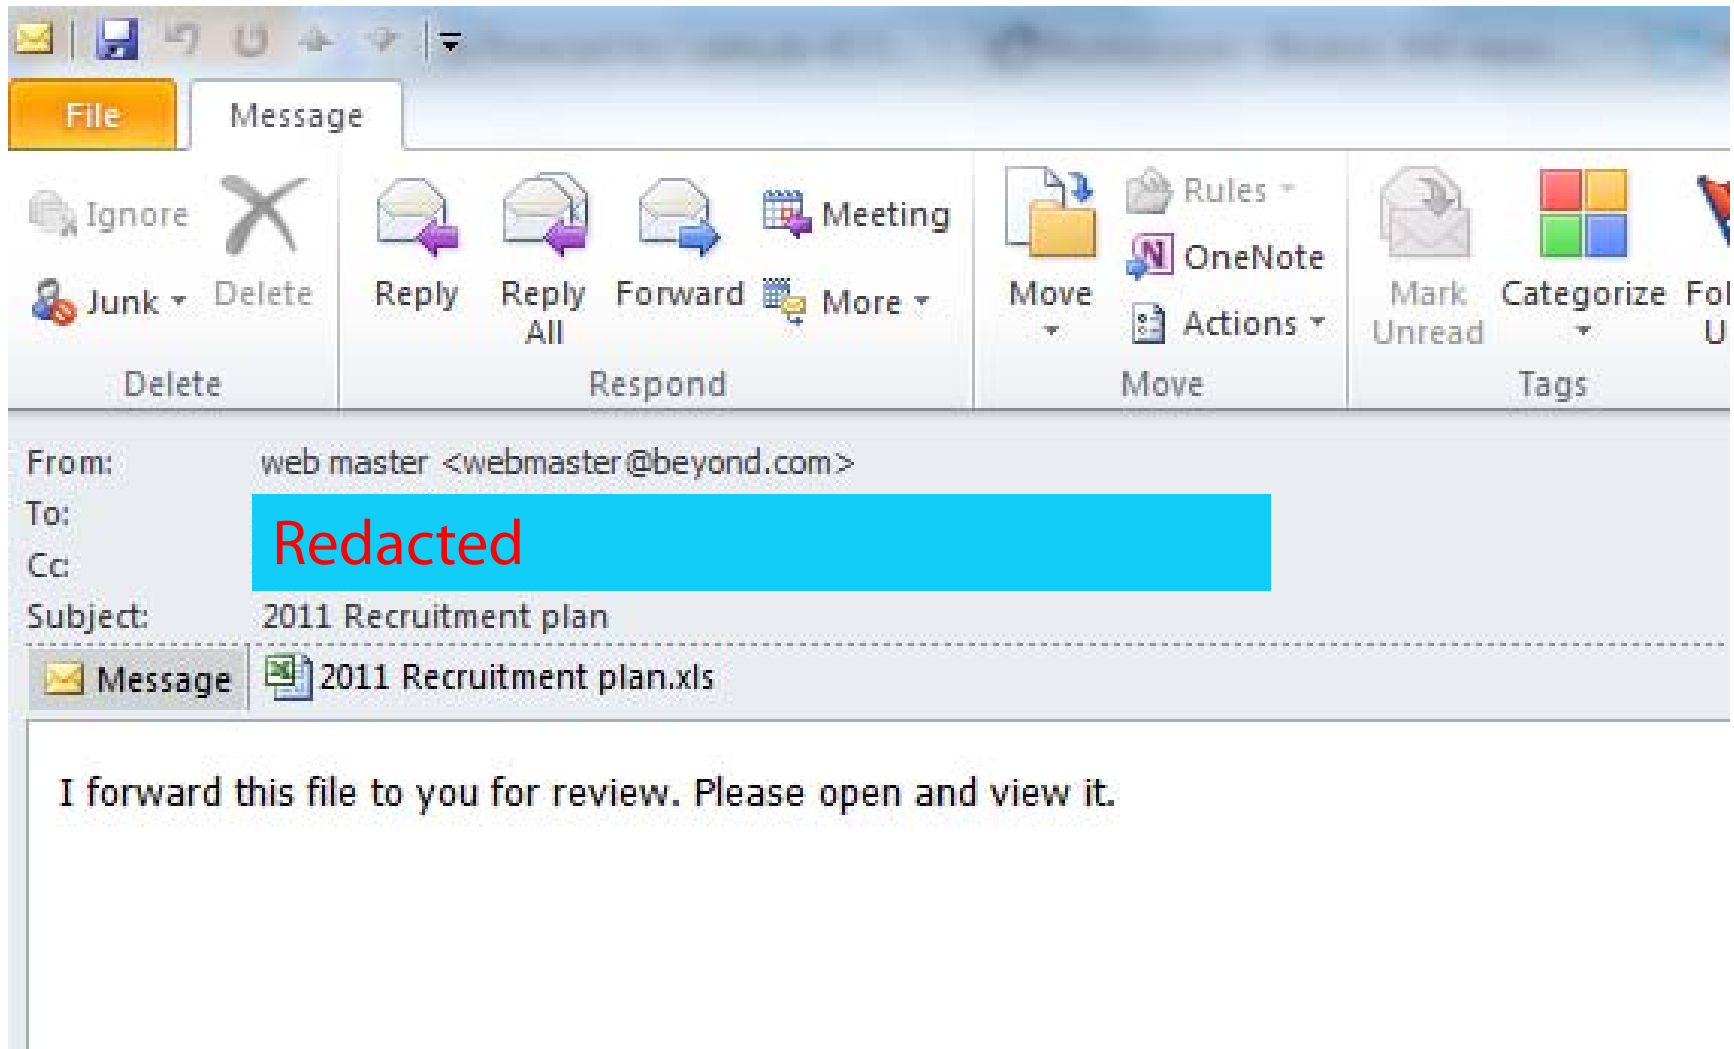 File Message
Ignore
Junk
Delete
Reply
Reply All
Forward
Meeting
More
Move
Rules
OneNote
Actions
Mark Unread
Categorize
Delete Respond Move Tags
From: web master <webmaster@beyond.com>
To:
Redacted
Cc:
Subject: 2011 Recruitment plan
Message 2011 Recruitment plan.xls
I forward this file to you for review. Please open and view it.